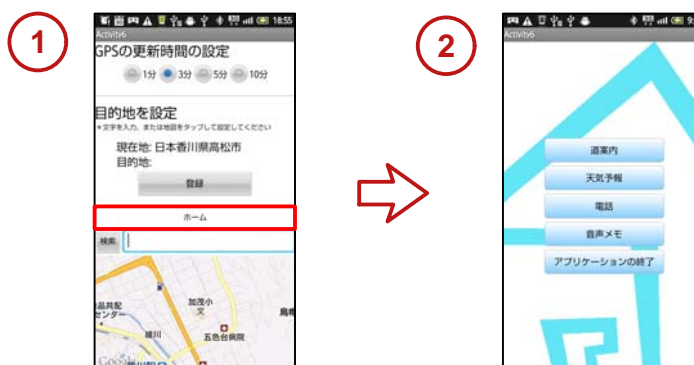 1
18:55
Activity6
GPSの更新時間の設定
1分 3分 5分 10分
目的地を設定
*文字を入力、または地図をタップして設定してください
現在地: 日本香川県高松市
目的地:
登録
ホーム
検索
加茂小
文
綾川
五色台病院
Google
2
Activity6
道案内
天気予報
電話
音声メモ
アプリケーションの終了